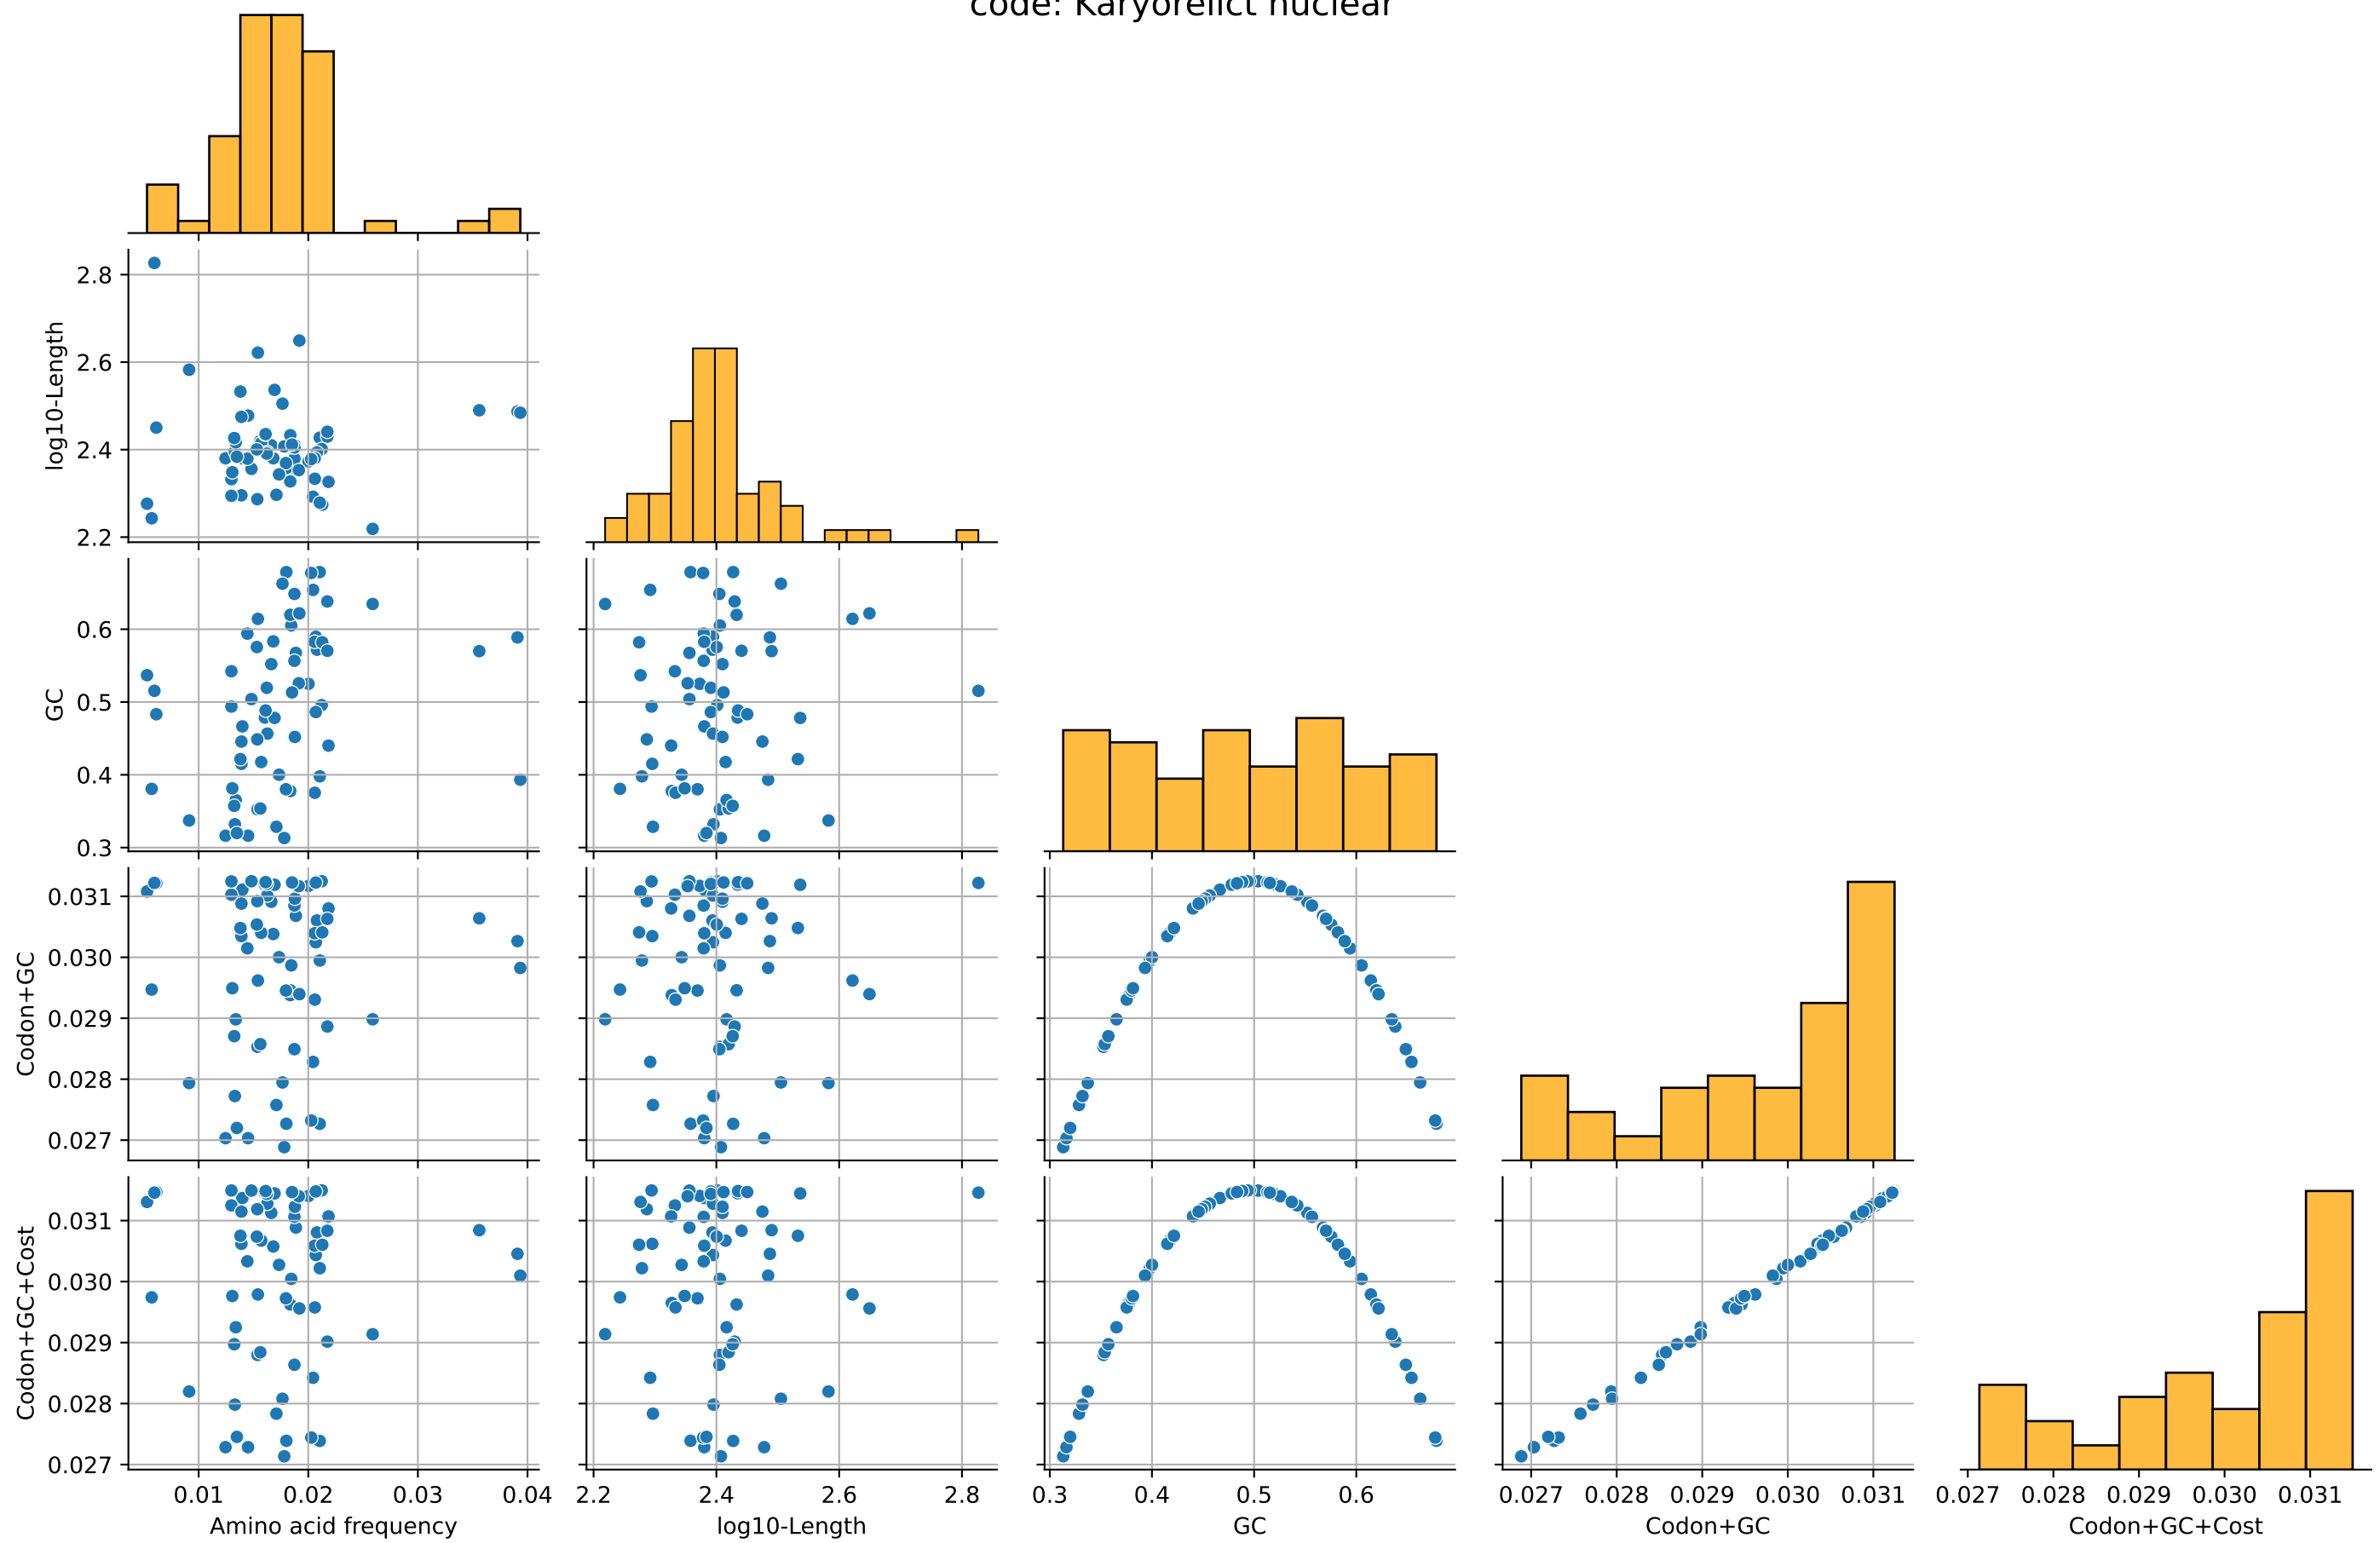 code: Karyorelict nuclear
2.8
2.6
2.4
2.2
log10-Length
0.6
0.5
0.4
0.3
GC
0.031
0.030
0.029
0.028
0.027
Codon+GC
0.031
0.030
0.029
0.028
0.027
Codon+GC+Cost
0.01 0.02 0.03 0.04 2.2 2.4 2.6 2.8 0.3 0.4 0.5 0.6 0.027 0.028 0.029 0.030 0.031 0.027 0.028 0.029 0.030 0.031
Amino acid frequency log10-Length GC Codon+GC Codon+GC+Cost